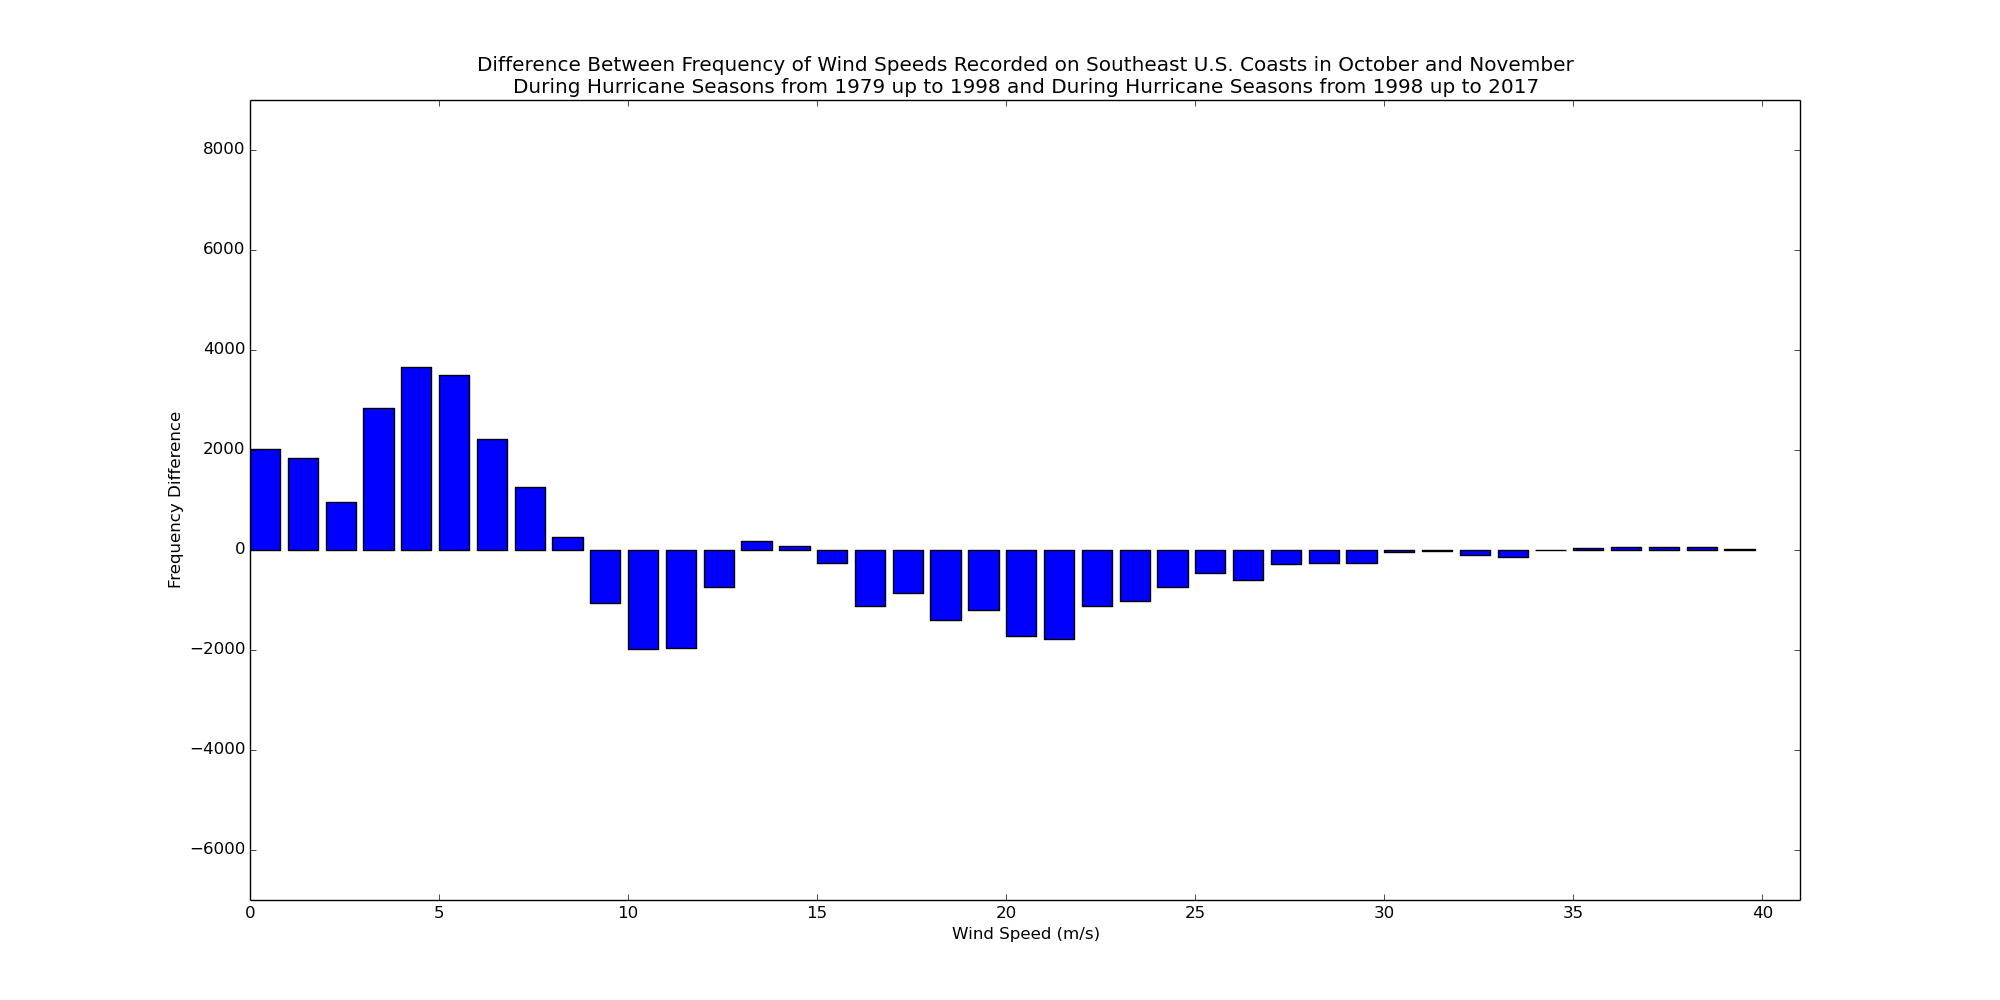 Difference Between Frequency of Wind Speeds Recorded on Southeast U.S. Coasts in October and November
During Hurricane Seasons from 1979 up to 1998 and During Hurricane Seasons from 1998 up to 2017
8000
6000
4000
2000
0
−2000
−4000
−6000
Frequency Difference
0 5 10 15 20 25 30 35 40
Wind Speed (m/s)